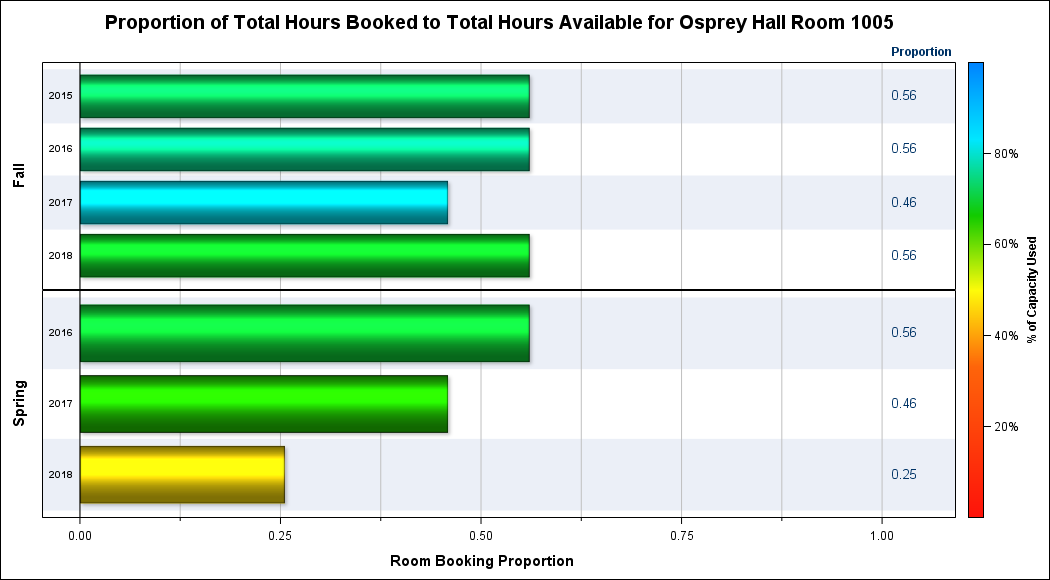 Proportion of Total Hours Booked to Total Hours Available for Osprey Hall Room 1005
Proportion
Fall
2015 0.56
2016 0.56
2017 0.46
2018 0.56
Spring
2016 0.56
2017 0.46
2018 0.25
0.00 0.25 0.50 0.75 1.00
Room Booking Proportion
80%
60%
40%
20%
% of Capacity Used